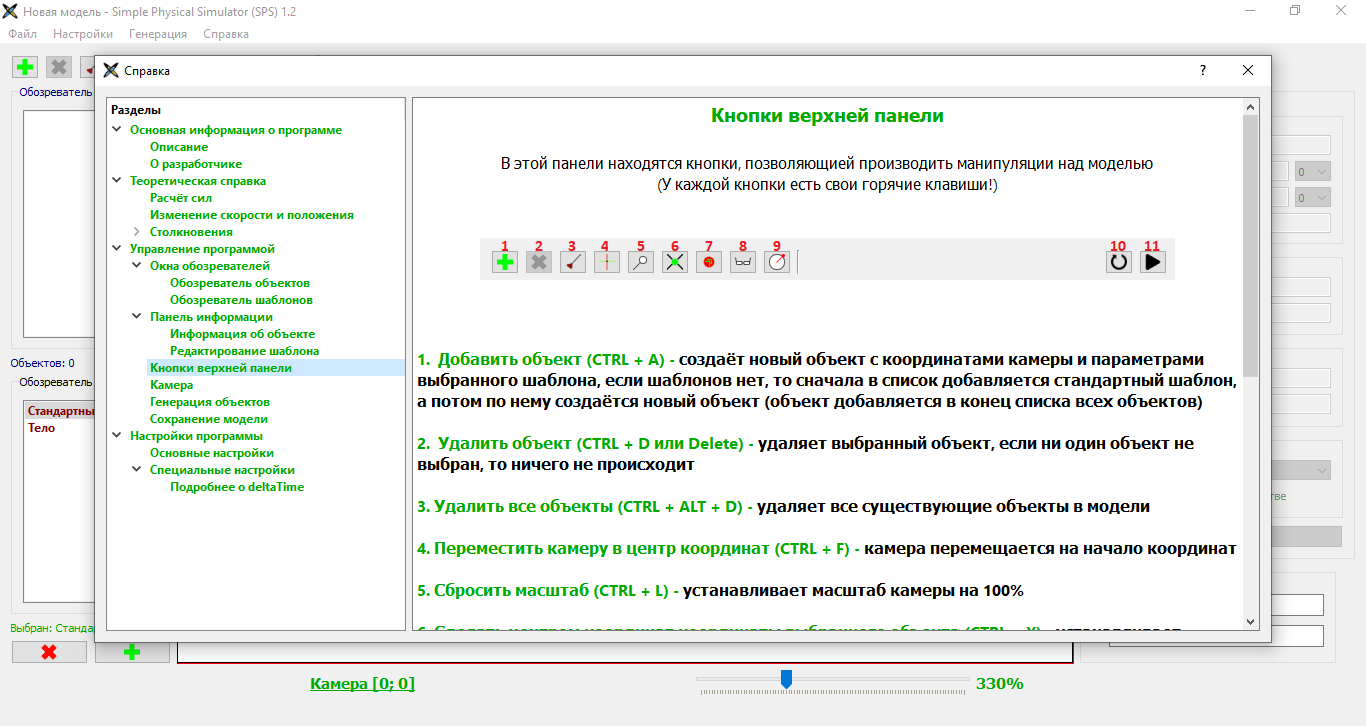 Новая модель - Simple Physical Simulator (SPS) 1.2
Файл Настройки Генерация Справка
Обозреватель
Объектов: 0
Обозреватель
Стандартны
Тело
Выбран: Станда
Справка
?
Разделы
Основная информация о программе
Описание
О разработчике
Теоретическая справка
Расчёт сил
Изменение скорости и положения
Столкновения
Управление программой
Окна обозревателей
Обозреватель объектов
Обозреватель шаблонов
Панель информации
Информация об объекте
Редактирование шаблона
Кнопки верхней панели
Камера
Генерация объектов
Сохранение модели
Настройки программы
Основные настройки
Специальные настройки
Подробнее о deltaTime
Кнопки верхней панели
В этой панели находятся кнопки, позволяющией производить манипуляции над моделью
(У каждой кнопки есть свои горячие клавиши!)
1 2 3 4 5 6 7 8 9 10 11
1. Добавить объект (CTRL + A) - создаёт новый объект с координатами камеры и параметрами
выбранного шаблона, если шаблонов нет, то сначала в список добавляется стандартный шаблон,
а потом по нему создаётся новый объект (объект добавляется в конец списка всех объектов)
2. Удалить объект (CTRL + D или Delete) - удаляет выбранный объект, если ни один объект не
выбран, то ничего не происходит
3. Удалить все объекты (CTRL + ALT + D) - удаляет все существующие объекты в модели
4. Переместить камеру в центр координат (CTRL + F) - камера перемещается на начало координат
5. Сбросить масштаб (CTRL + L) - устанавливает масштаб камеры на 100%
0
0
тве
Камера [0; 0]
330%